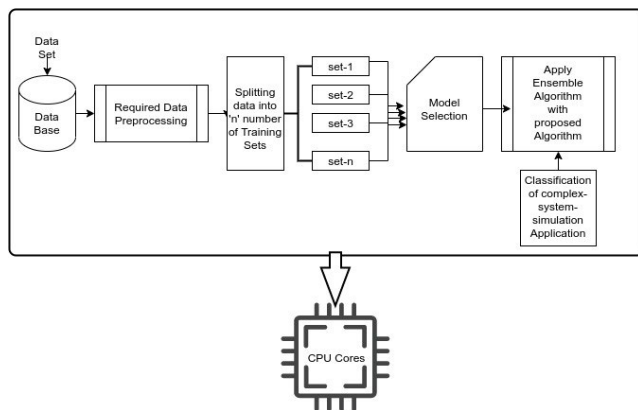 Data
Set
Data
Base
Required Data
Preprocessing
Splitting
data into
'n' number
of Training
Sets
set-1
set-2
set-3
set-n
Model
Selection
Apply
Ensemble
Algorithm
with
proposed
Algorithm
Classification
of complex-
system-
simulation
Application
CPU Cores